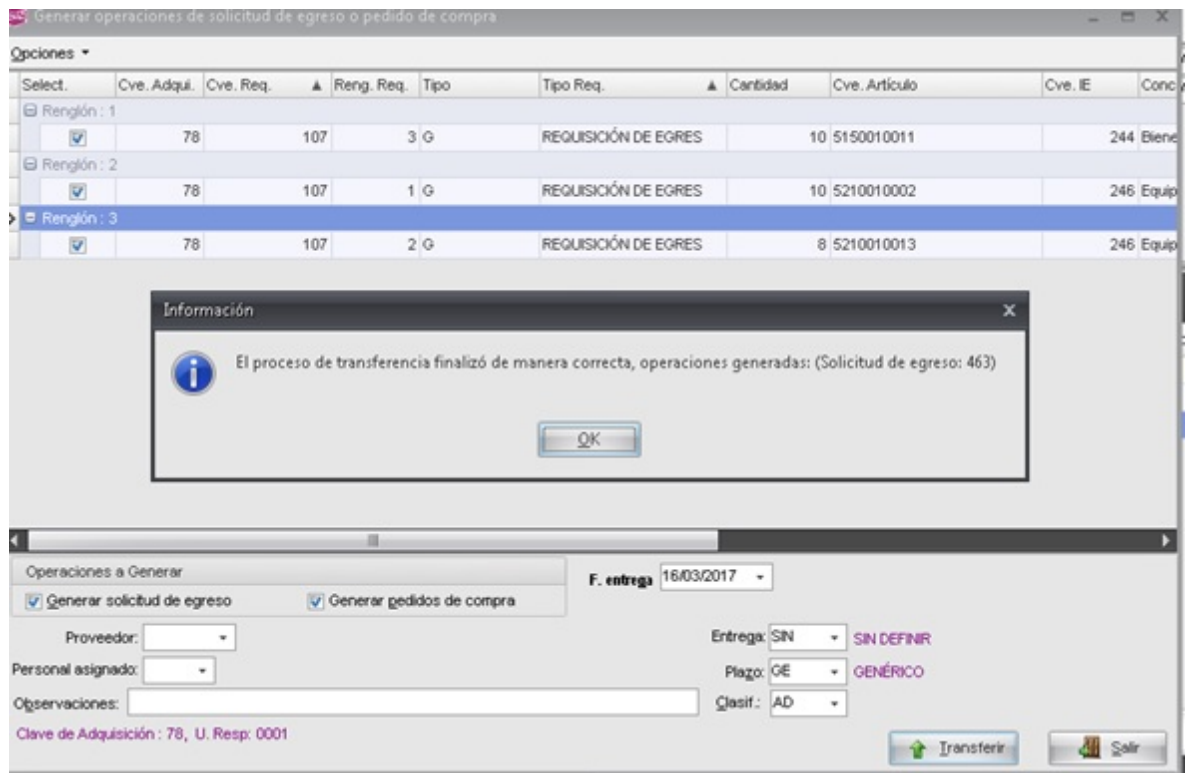 Generar operaciones de solicitud de egreso o pedido de compra
Opciones
Select. Cve. Adqui. Cve. Req. Reng. Req. Tipo Tipo Req. Cantidad Cve. Artículo Cve. IE Conc
Renglón : 1
78 107 3 G REQUISICIÓN DE EGRES 10 5150010011 244 Biene
Renglón : 2
78 107 1 G REQUISICIÓN DE EGRES 10 5210010002 246 Equip
Renglón : 3
78 107 2 G REQUISICIÓN DE EGRES 8 5210010013 246 Equip
Información
El proceso de transferencia finalizó de manera correcta, operaciones generadas: (Solicitud de egreso: 463)
OK
Operaciones a Generar
F. entrega 16/03/2017
Generar solicitud de egreso Generar pedidos de compra
Proveedor: Entrega: SIN SIN DEFINIR
Personal asignado: Plazo: GE GENÉRICO
Observaciones: Clasif.: AD
Clave de Adquisición : 78, U. Resp: 0001
Transferir Salir